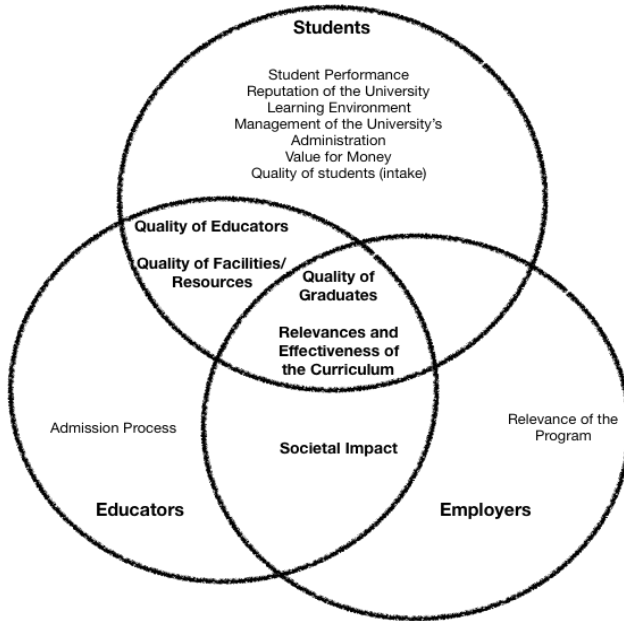 Students
Student Performance
Reputation of the University
Learning Environment
Management of the University's
Administration
Value for Money
Quality of students (intake)
Quality of Educators
Quality of Facilities/
Resources
Quality of
Graduates
Relevances and
Effectiveness of
the Curriculum
Admission Process
Societal Impact
Relevance of the
Program
Educators
Employers